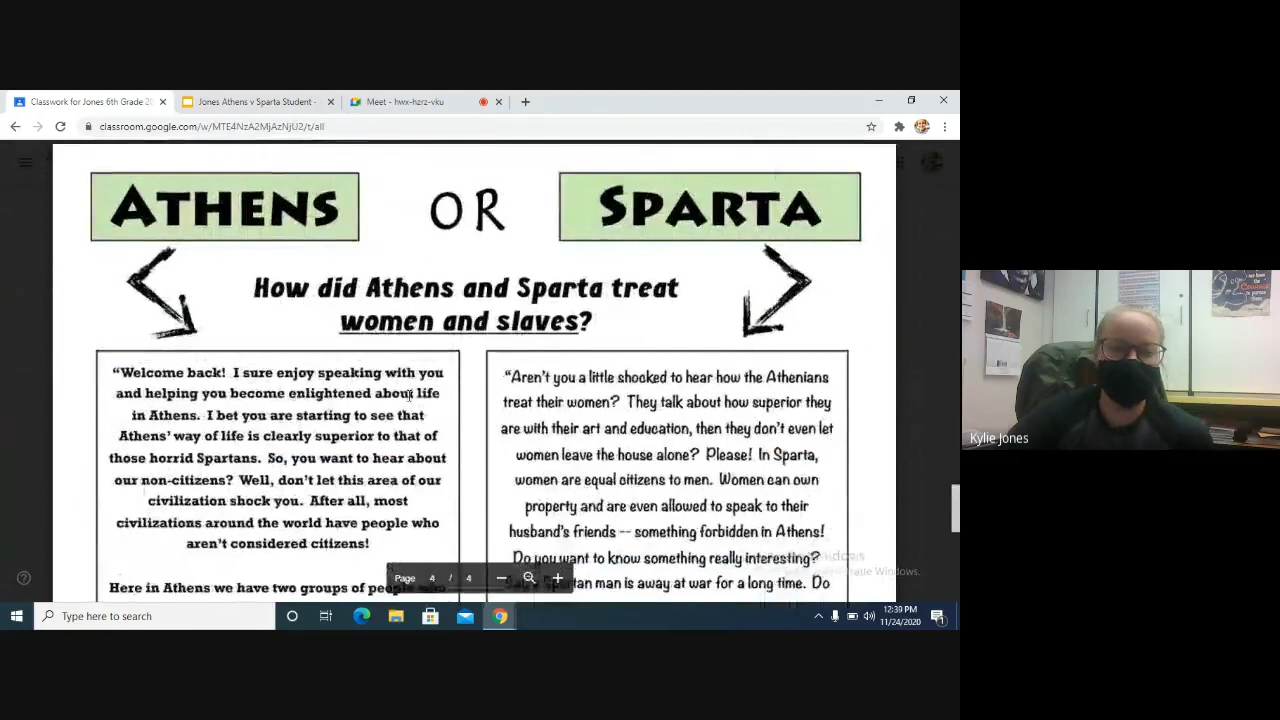 Classwork for Jones 6th Grade 20
Jones Athens v Sparta Student -
Meet - hwx-hzrz-vku
classroom.google.com/w/MTE4NzA2MjAzNjU2/t/all
ATHENS OR SPARTA
How did Athens and Sparta treat
women and slaves?
"Welcome back! I sure enjoy speaking with you
and helping you become enlightened about life
in Athens. I bet you are starting to see that
Athens' way of life is clearly superior to that of
those horrid Spartans. So, you want to hear about
our non-citizens? Well, don't let this area of our
civilization shock you. After all, most
civilizations around the world have people who
aren't considered citizens!
Here in Athens we have two groups of people who
"Aren't you a little shocked to hear how the Athenians
treat their women? They talk about how superior they
are with their art and education, then they don't even let
women leave the house alone? Please! In Sparta,
women are equal citizens to men. Women can own
property and are even allowed to speak to their
husband's friends -- something forbidden in Athens!
Do you want to know something really interesting?
Spartan man is away at war for a long time. Do
Page 4 / 4
Windows.
Kylie Jones
Type here to search
12:39 PM
11/24/2020